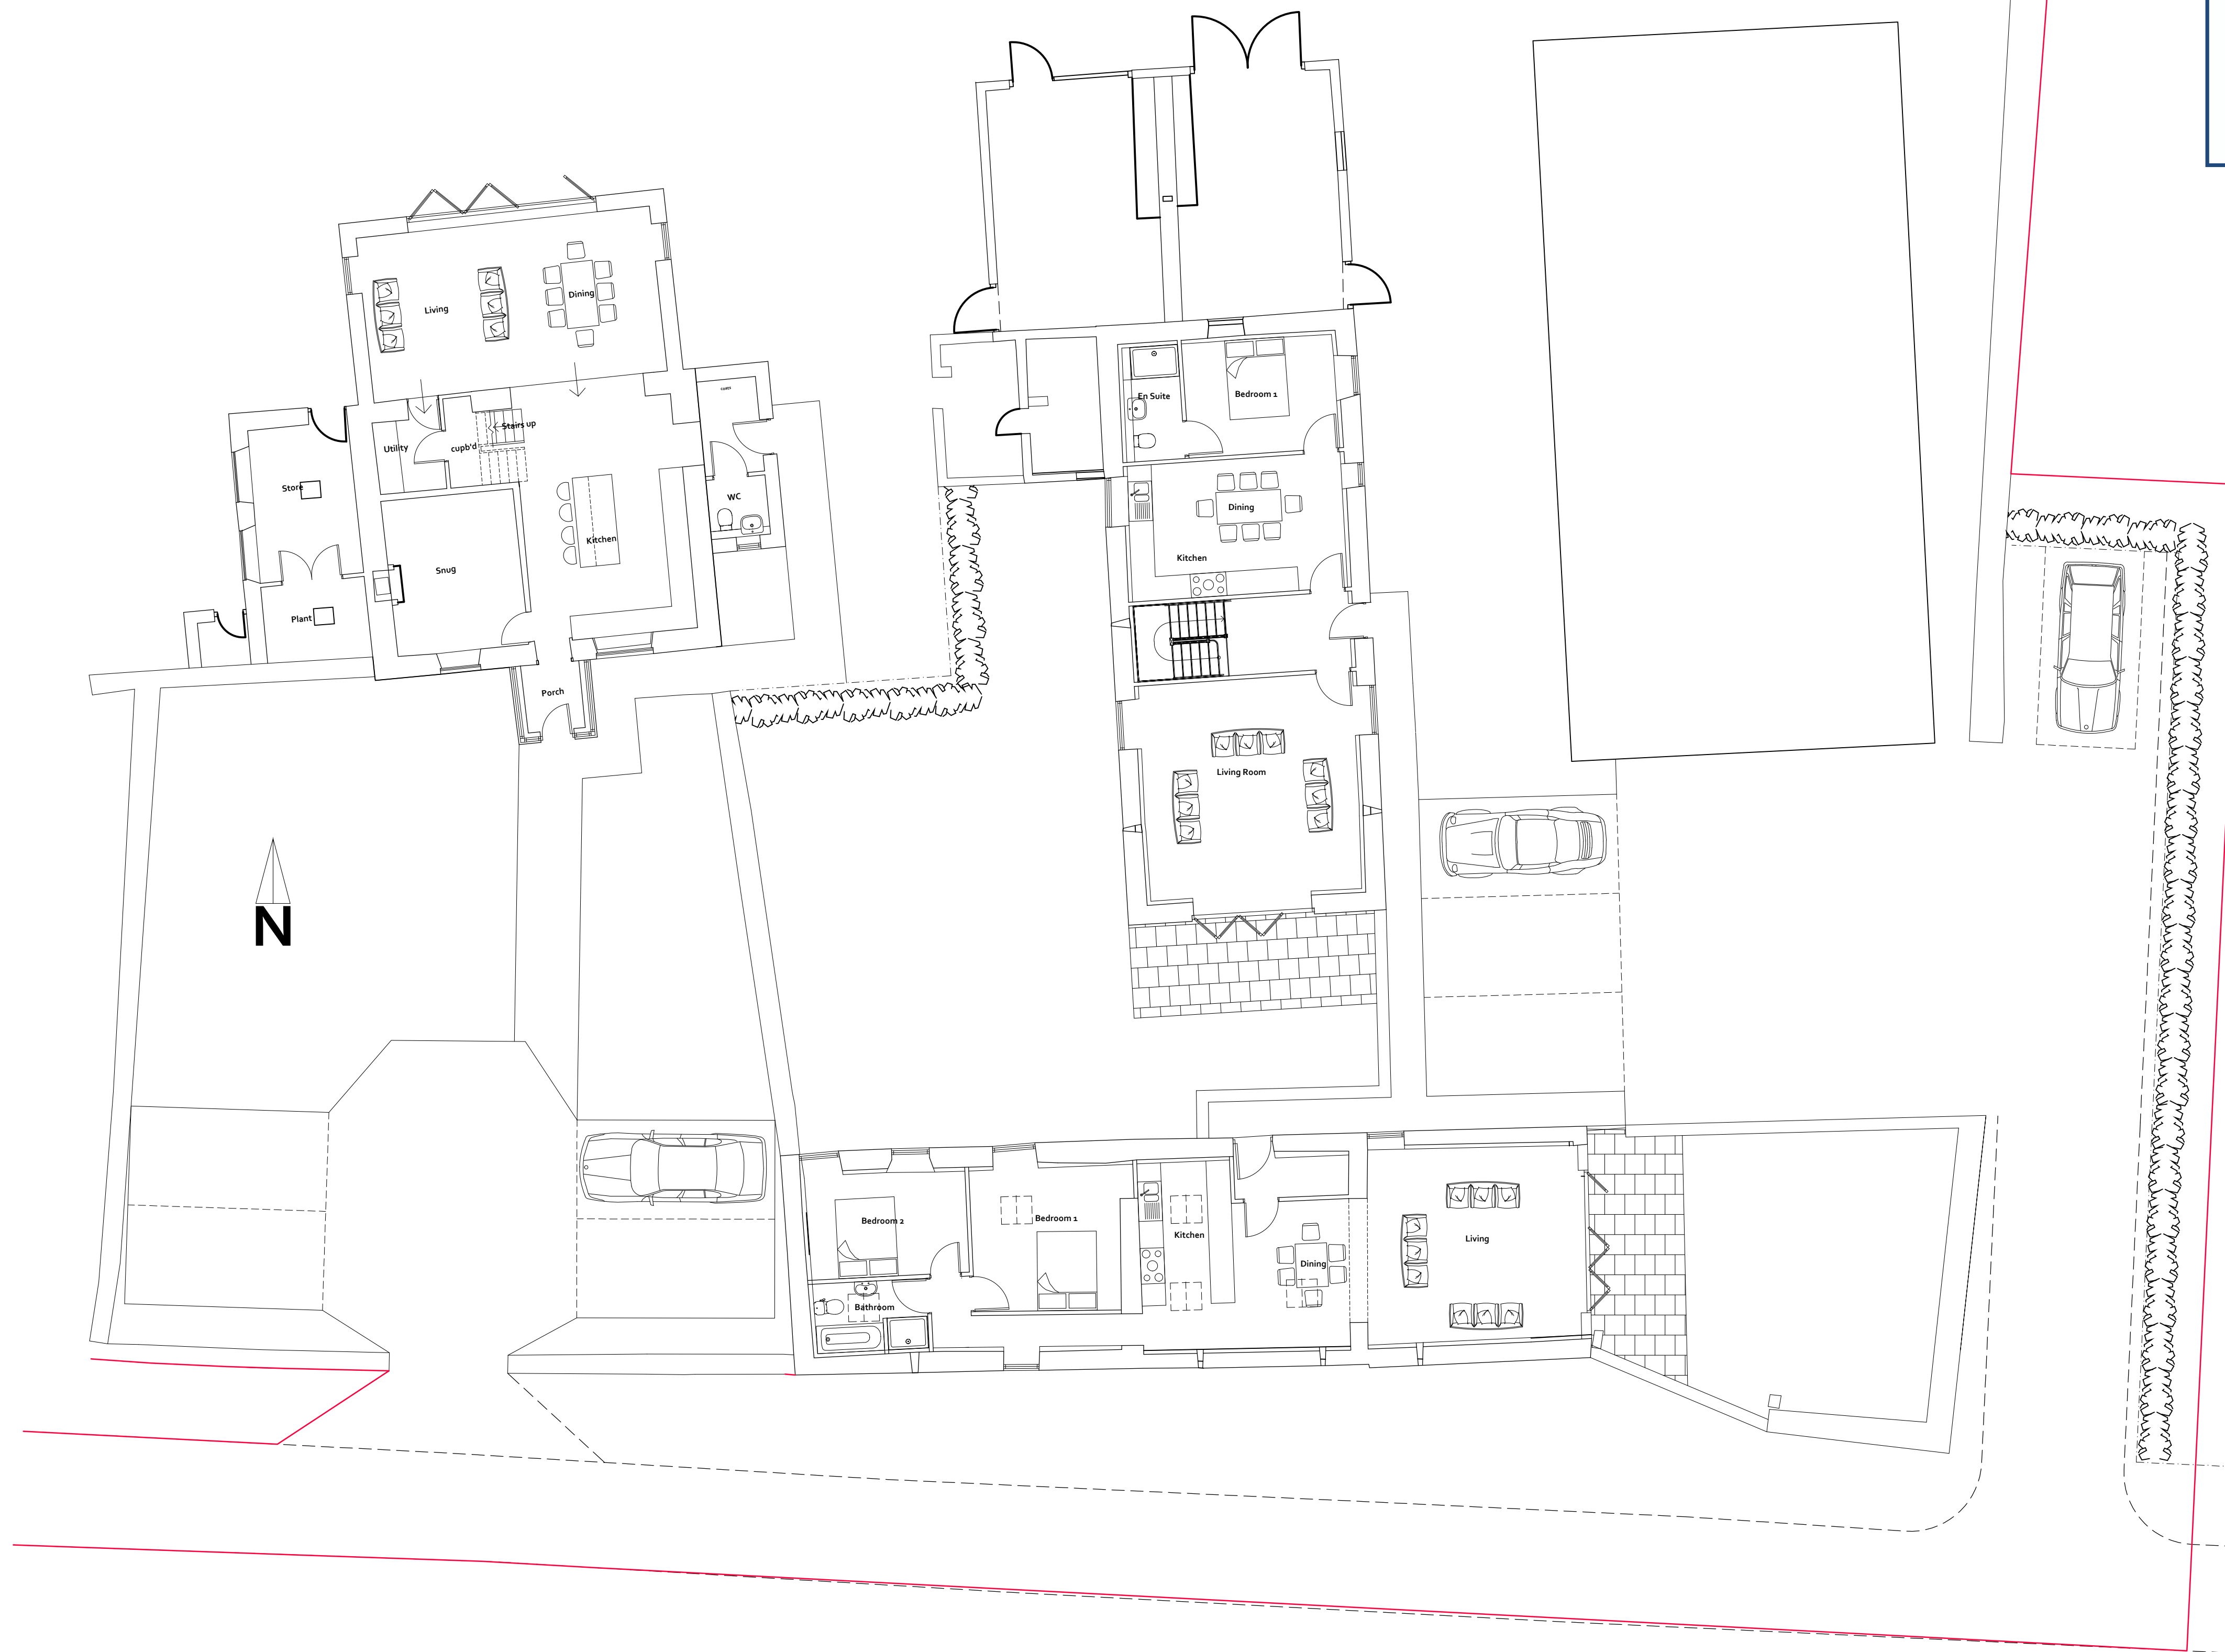 Living
Dining
Utility
cupb'd
Stairs up
Store
WC
Kitchen
Snug
Plant
Porch
N
En Suite
Bedroom 1
Dining
Kitchen
Living Room
Bedroom 2
Bedroom 1
Kitchen
Living
Dining
Bathroom